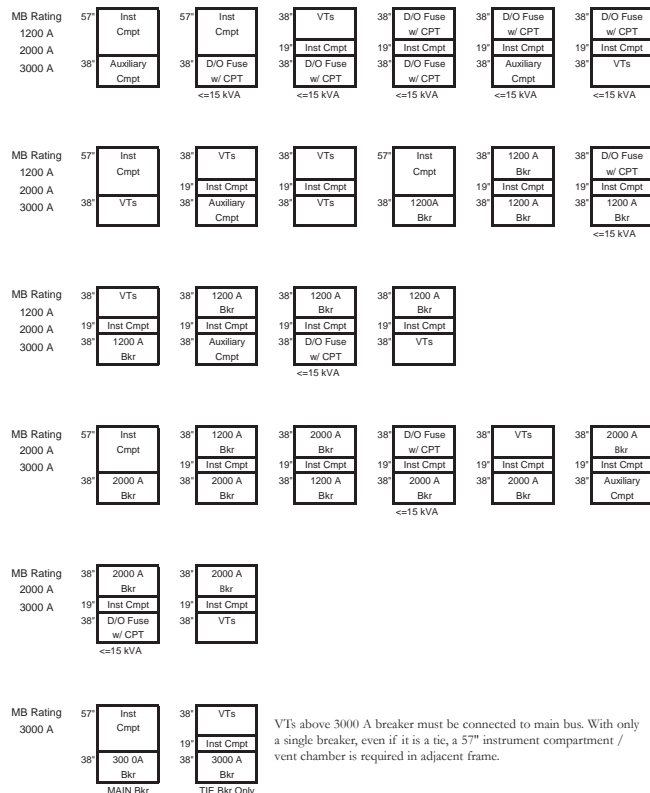 MB Rating 57" Inst 57" Inst 38" VTs 38" D/O Fuse 38" D/O Fuse 38" D/O Fuse
1200 A Cmpt Cmpt w/ CPT w/ CPT w/ CPT
2000 A 19" Inst Cmpt 19" Inst Cmpt 19" Inst Cmpt 19" Inst Cmpt
3000 A 38" Auxiliary 38" D/O Fuse 38" D/O Fuse 38" D/O Fuse 38" Auxiliary 38" VTs
Cmpt w/ CPT w/ CPT w/ CPT Cmpt
<=15 kVA <=15 kVA <=15 kVA <=15 kVA <=15 kVA
MB Rating 57" Inst 38" VTs 38" VTs 57" Inst 38" 1200 A 38" D/O Fuse
1200 A Cmpt Cmpt Bkr w/ CPT
2000 A 19" Inst Cmpt 19" Inst Cmpt 19" Inst Cmpt 19" Inst Cmpt
3000 A 38" VTs 38" Auxiliary 38" VTs 38" 1200A 38" 1200 A 38" 1200 A
Cmpt Bkr Bkr Bkr
<=15 kVA
MB Rating 38" VTs 38" 1200 A 38" 1200 A 38" 1200 A
1200 A Bkr Bkr Bkr
2000 A 19" Inst Cmpt 19" Inst Cmpt 19" Inst Cmpt 19" Inst Cmpt
3000 A 38" 1200 A 38" Auxiliary 38" D/O Fuse 38" VTs
Bkr Cmpt w/ CPT
<=15 kVA
MB Rating 57" Inst 38" 1200 A 38" 2000 A 38" D/O Fuse 38" VTs 38" 2000 A
2000 A Cmpt Bkr Bkr w/ CPT Bkr
3000 A 19" Inst Cmpt 19" Inst Cmpt 19" Inst Cmpt 19" Inst Cmpt 19" Inst Cmpt
38" 2000 A 38" 2000 A 38" 1200 A 38" 2000 A 38" 2000 A 38" Auxiliary
Bkr Bkr Bkr Bkr Bkr Cmpt
<=15 kVA
MB Rating 38" 2000 A 38" 2000 A
2000 A Bkr Bkr
3000 A 19" Inst Cmpt 19" Inst Cmpt
38" D/O Fuse 38" VTs
w/ CPT
<=15 kVA
MB Rating 57" Inst 38" VTs
3000 A Cmpt
19" Inst Cmpt
38" 300 0A 38" 3000 A
Bkr Bkr
MAIN Bkr TIE Bkr Only
VTs above 3000 A breaker must be connected to main bus. With only
a single breaker, even if it is a tie, a 57" instrument compartment /
vent chamber is required in adjacent frame.